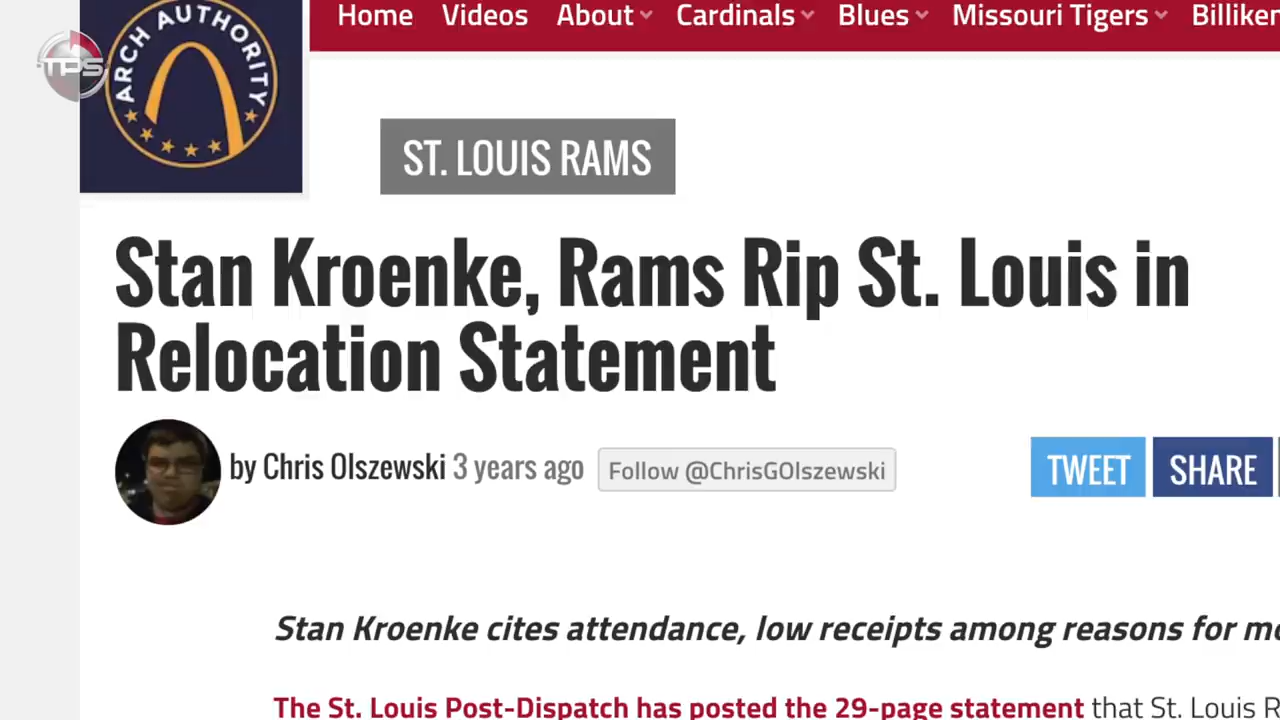 Home Videos About Cardinals Blues Missouri Tigers
TPS
ARCH AUTHORITY
ST. LOUIS RAMS
Stan Kroenke, Rams Rip St. Louis in
Relocation Statement
by Chris Olszewski 3 years ago Follow @ChrisGOlszewski TWEET SHARE
Stan Kroenke cites attendance, low receipts among reasons for
The St. Louis Post-Dispatch has posted the 29-page statement that St. Louis